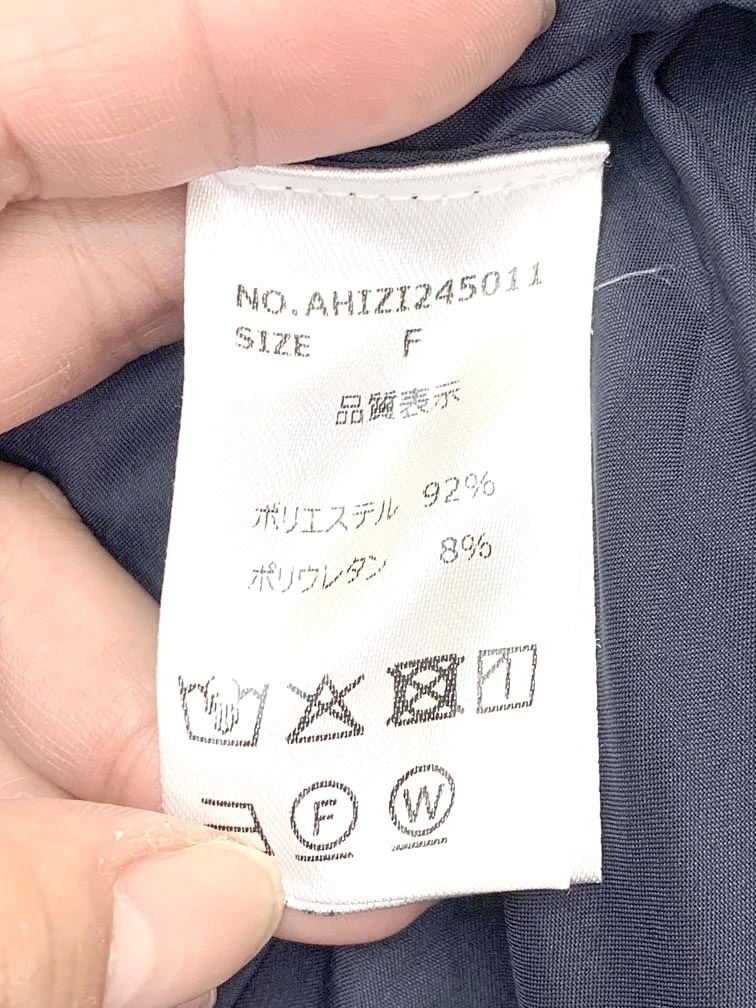 NO.AHIZI245011
SIZE F
品質表示
ポリエステル 92%
ポリウレタン 8%
F W